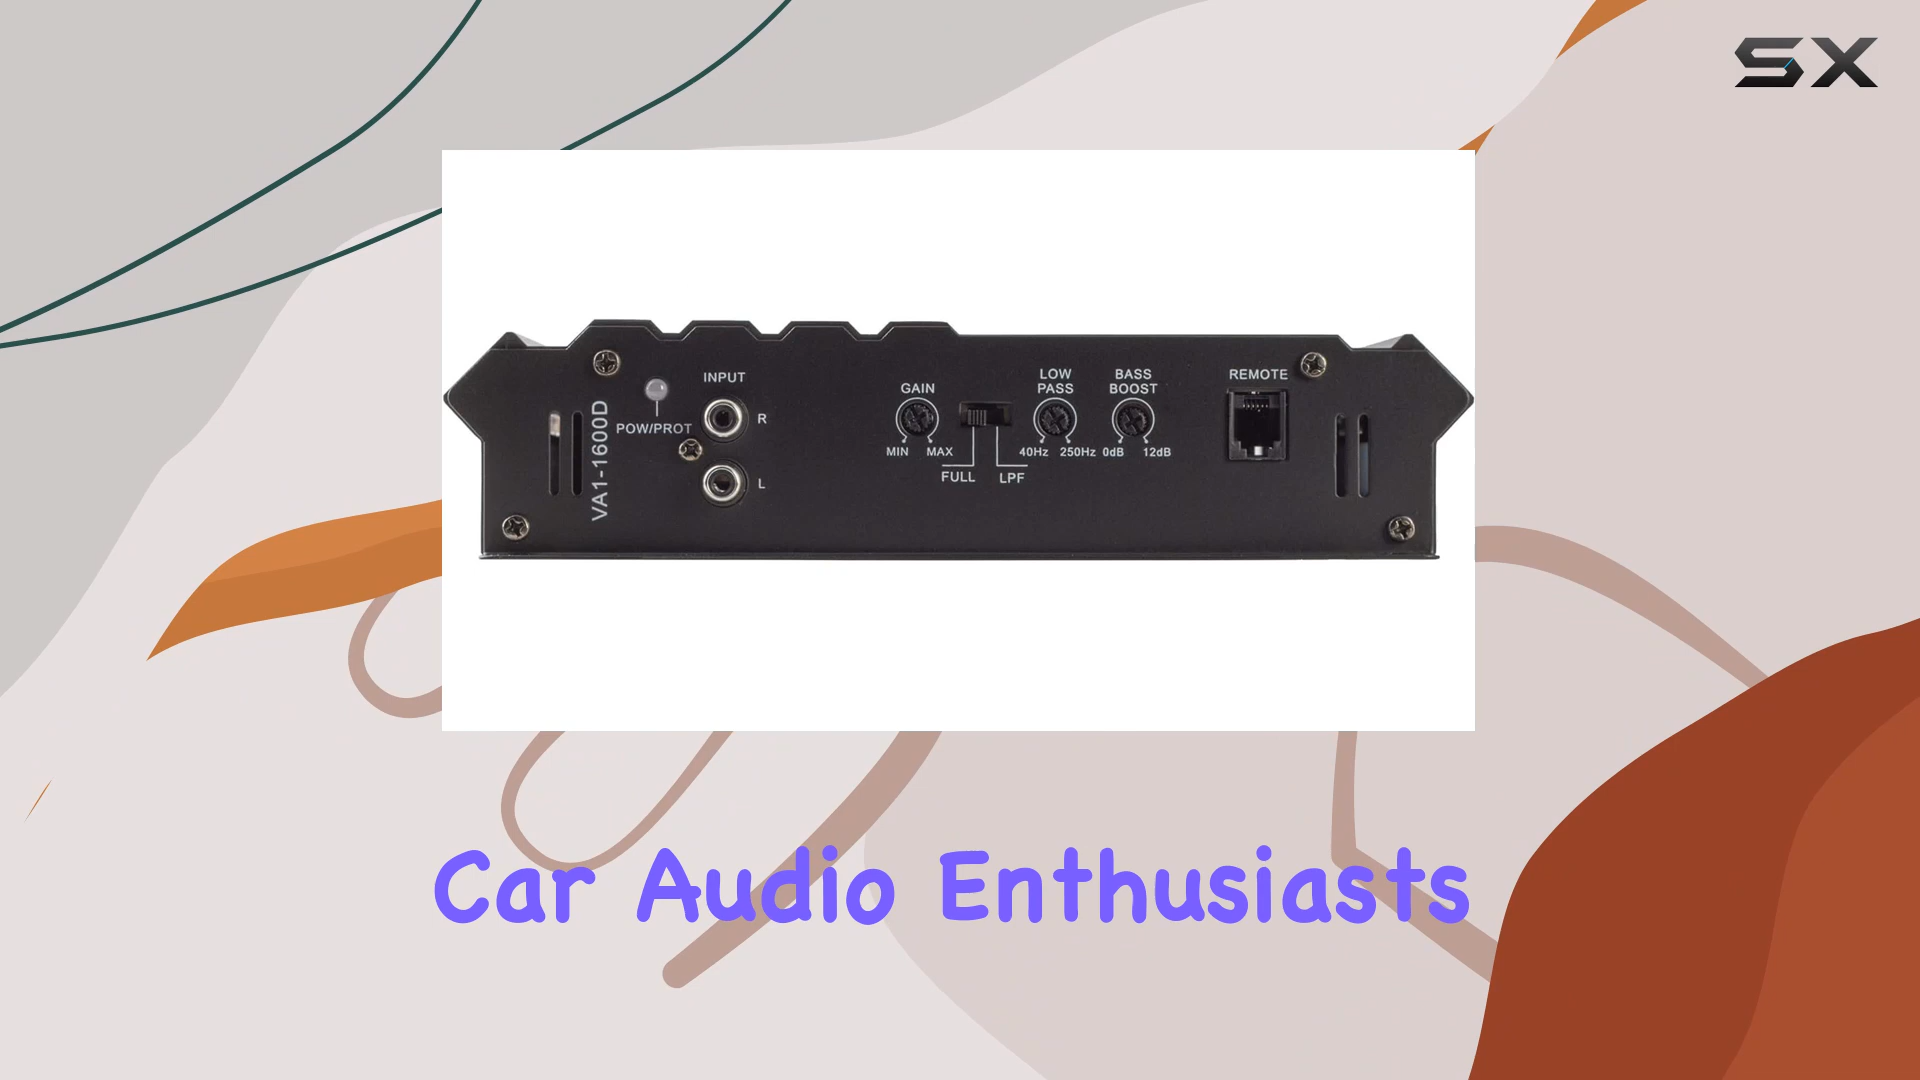 SX
INPUT
R
POW/PROT
L
VA1-1600D
GAIN
MIN MAX
FULL LPF
LOW
PASS
40Hz 250Hz
BASS
BOOST
0dB 12dB
REMOTE
Car Audio Enthusiasts